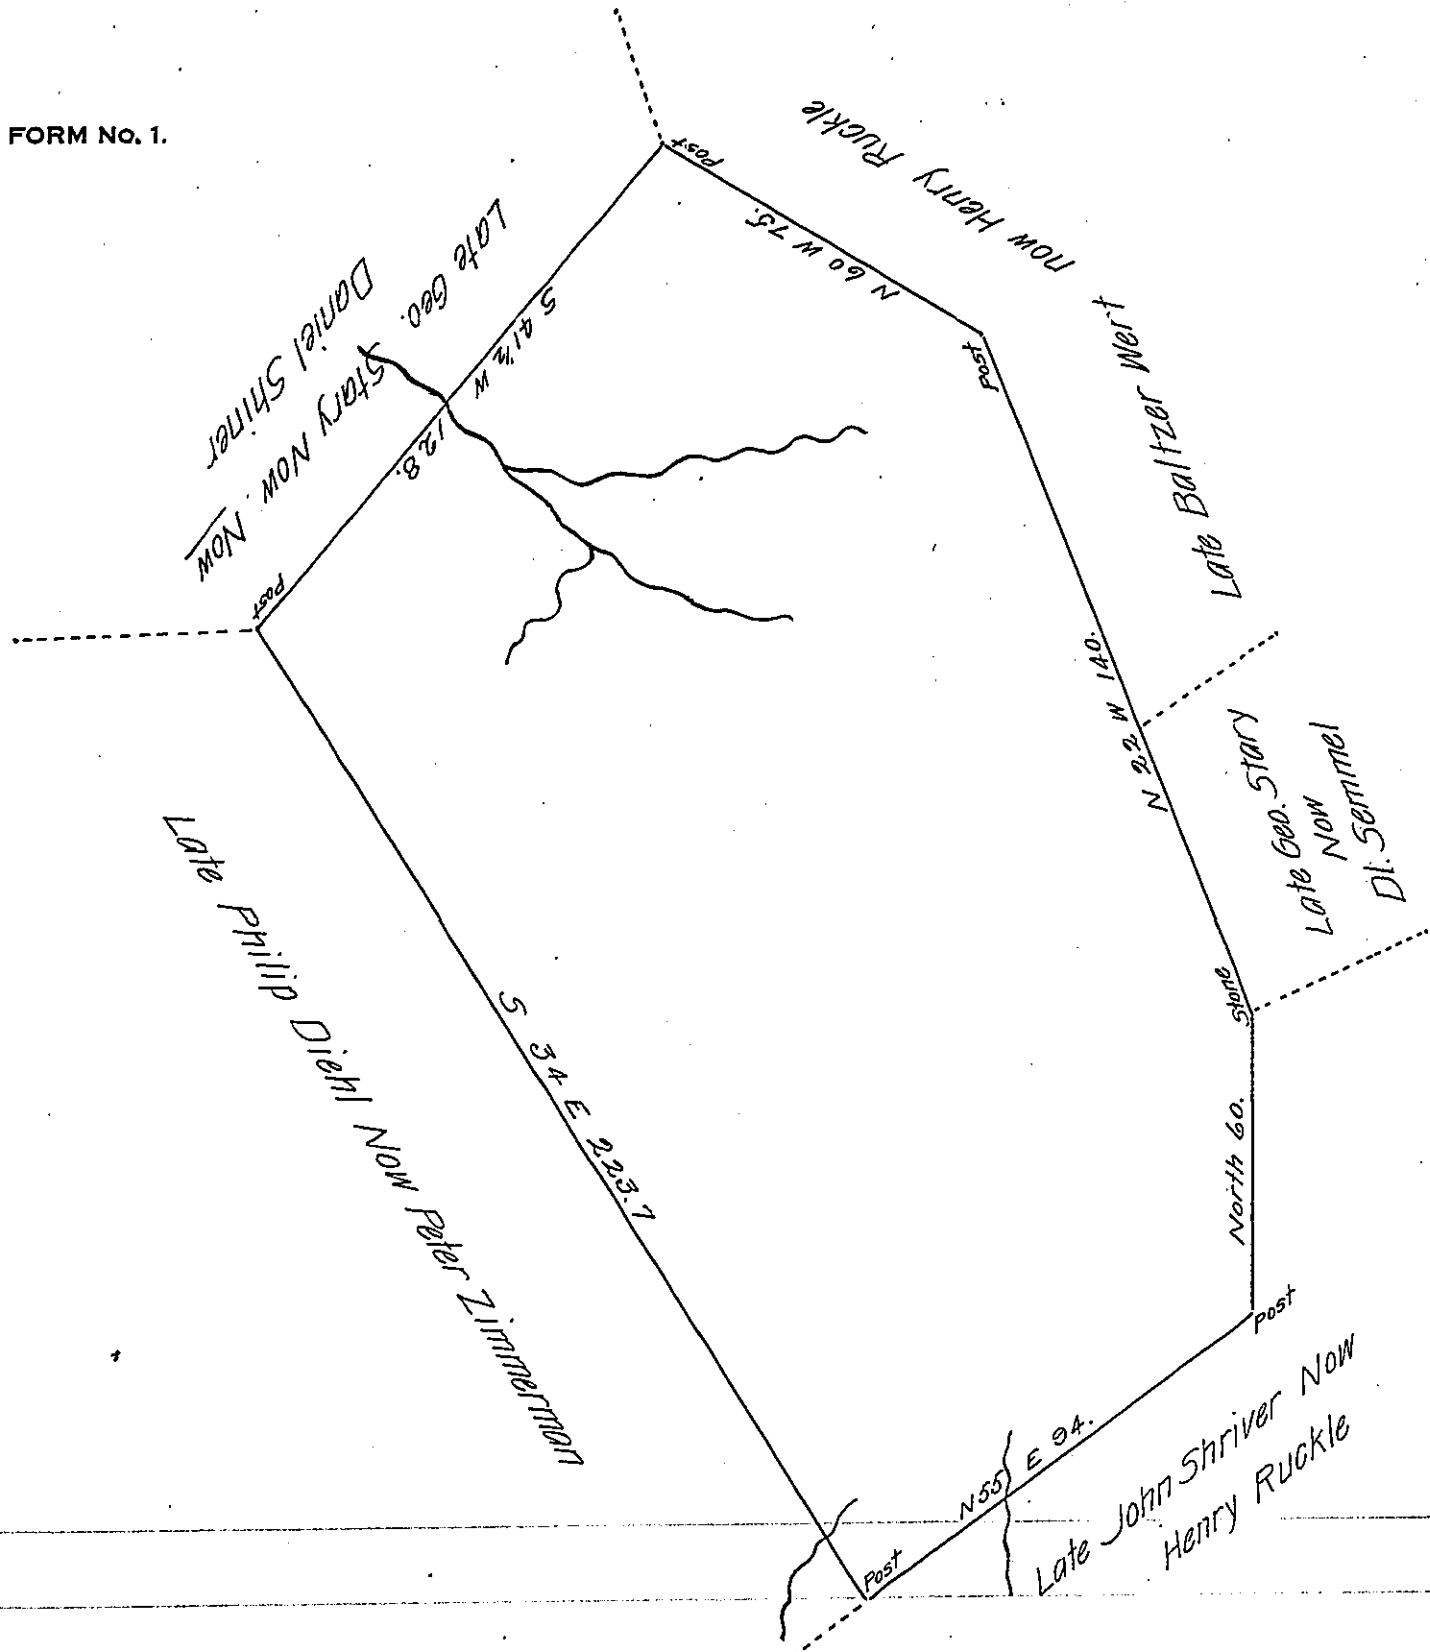 FORM No. 1.
now Henry Ruckle
Post
N 60 W 75.
Late Geo.
Stary Now. Now
Daniel Shiner
S 41½ W
128.
Post
Post
Late Baltzer Wert
N 22 W 140.
Late Geo. Stary
Now
Dl. Semmel
Stone
Late Phillip Diehl Now Peter Zimmerman
S 34 E 223.7
North 60.
Post
N 55 E 94.
Post
Late John Shriver Now
Henry Ruckle